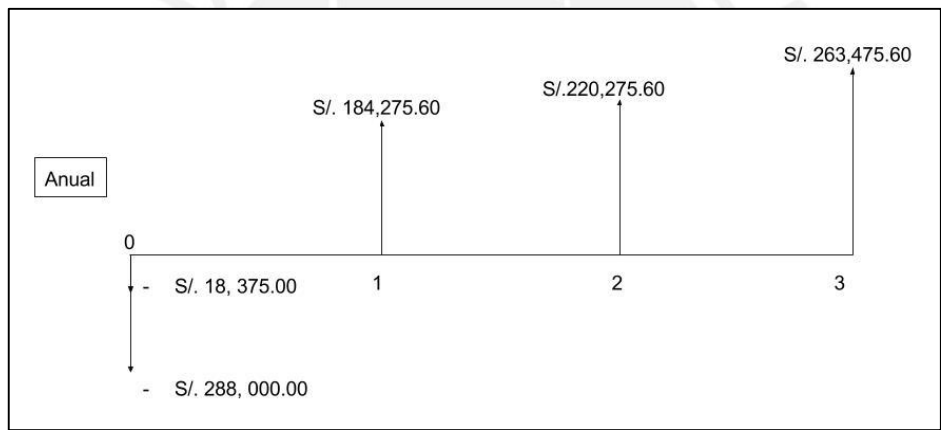 S/. 263,475.60
S/.220,275.60
S/. 184,275.60
Anual
0
- S/. 18, 375.00
1
2
3
- S/. 288, 000.00